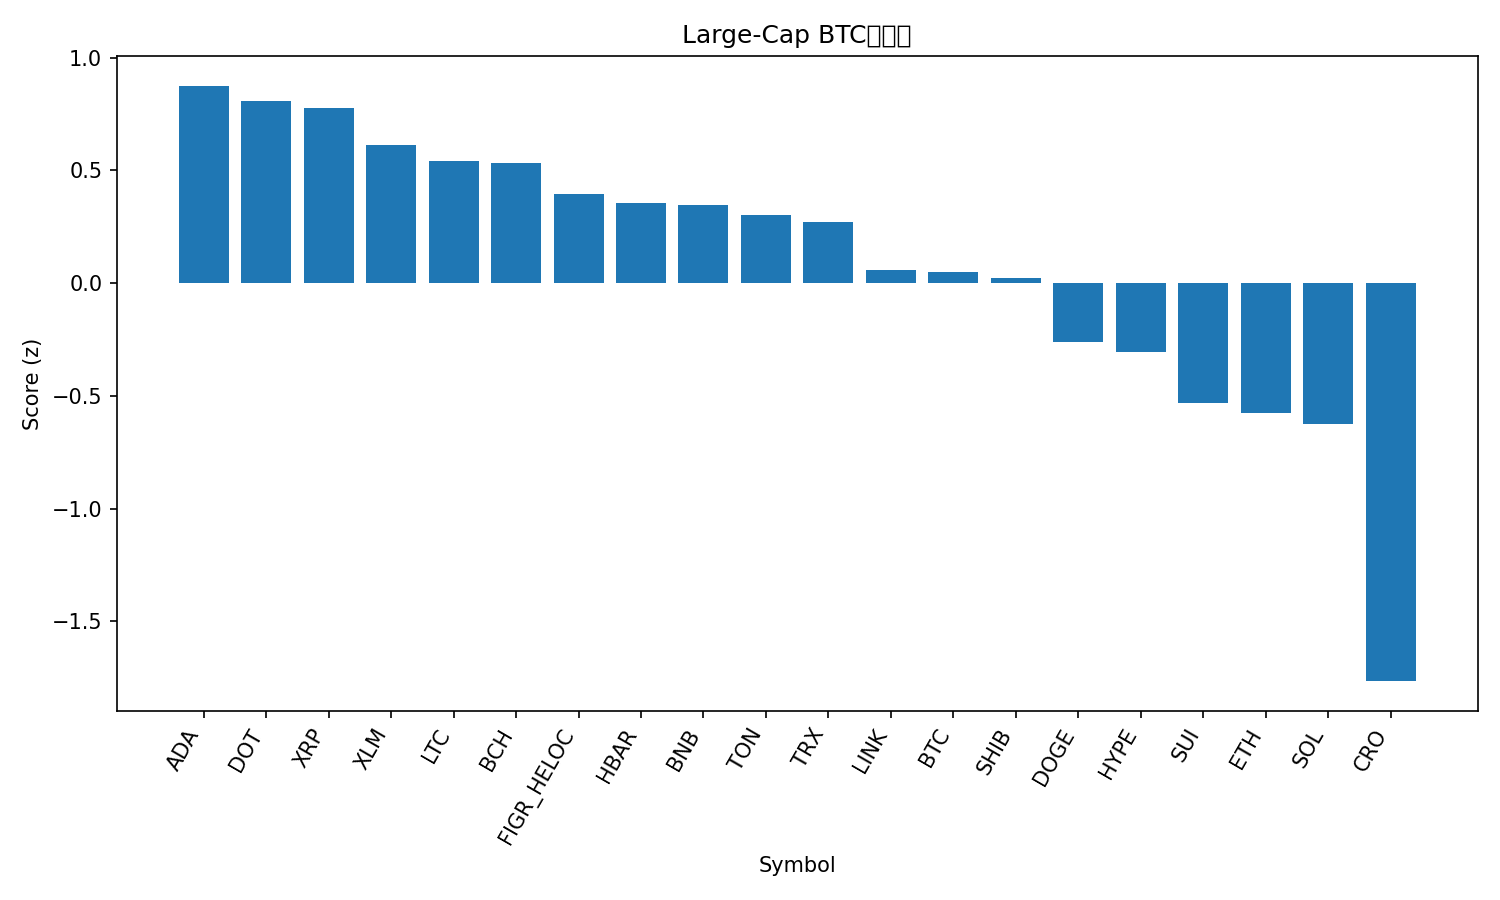 Large-Cap BTC
1.0
0.5
0.0
−0.5
−1.0
−1.5
Score (z)
ADA
DOT
XRP
XLM
LTC
BCH
FIGR_HELOC
HBAR
BNB
TON
TRX
LINK
BTC
SHIB
DOGE
HYPE
SUI
ETH
SOL
CRO
Symbol